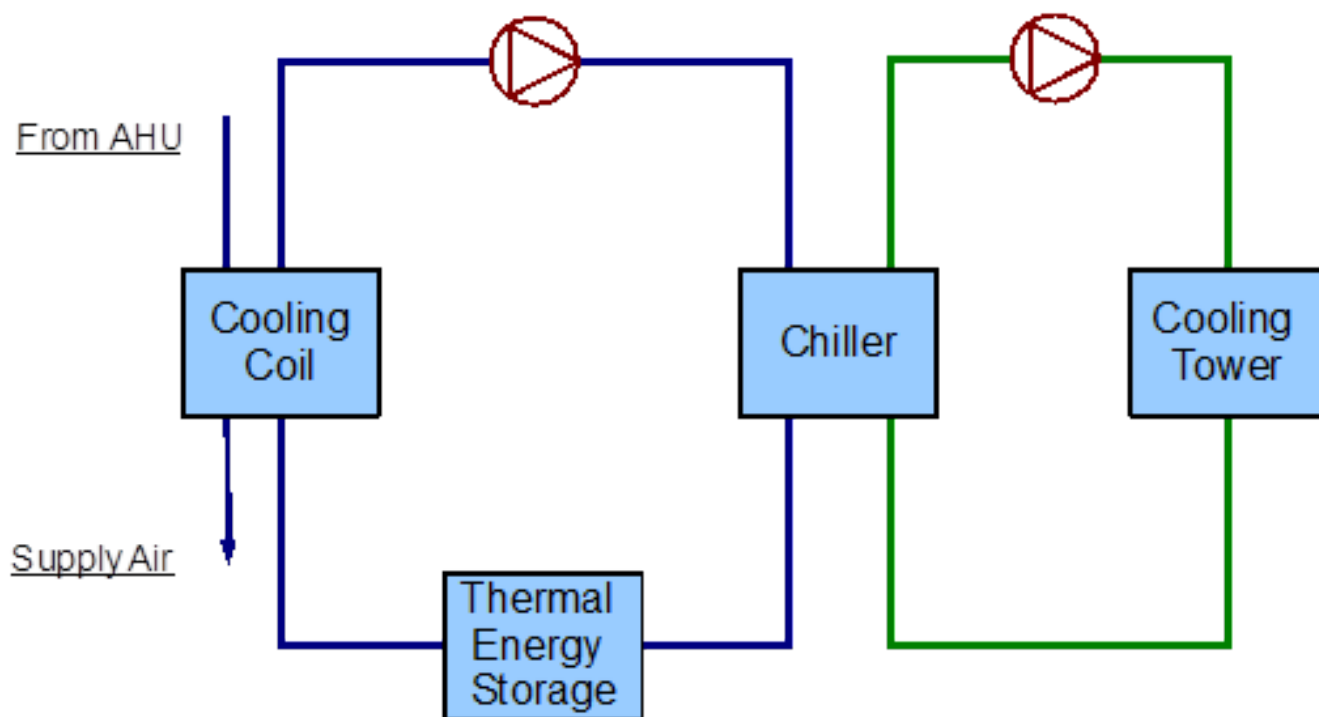 From AHU
Cooling
Coil
Chiller
Cooling
Tower
Supply Air
Thermal
Energy
Storage